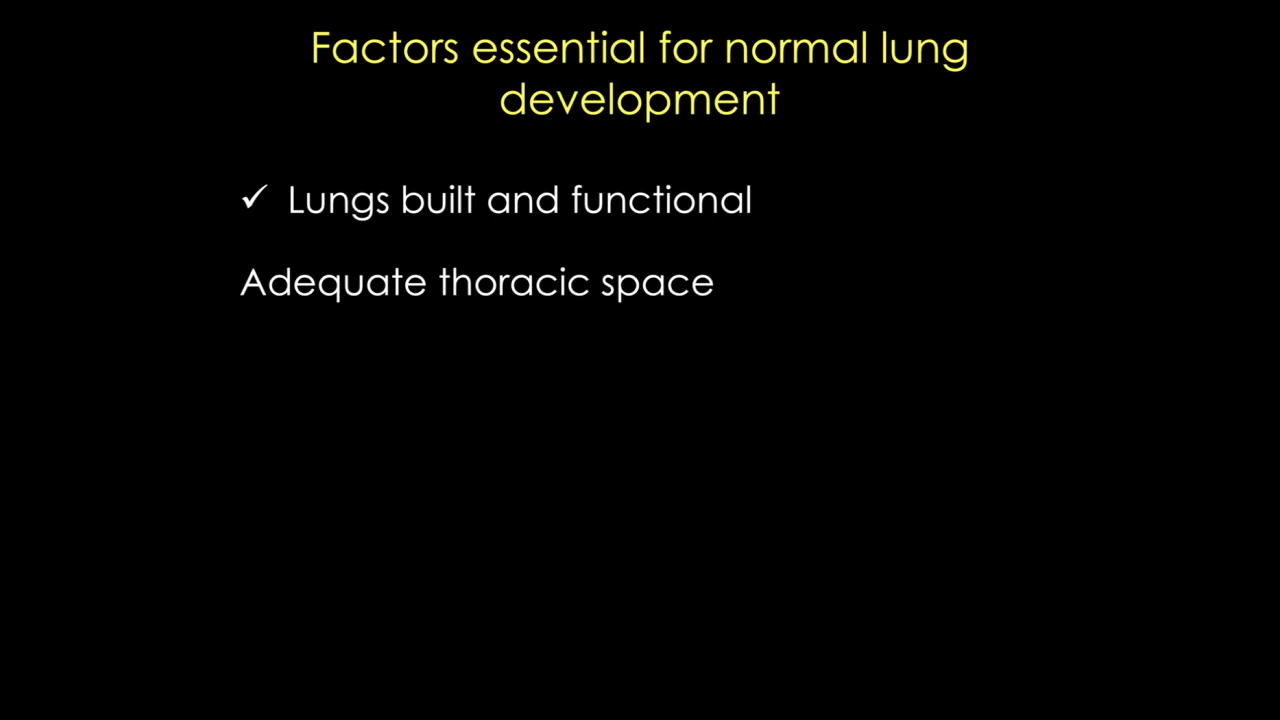 Factors essential for normal lung
development
✓ Lungs built and functional
Adequate thoracic space